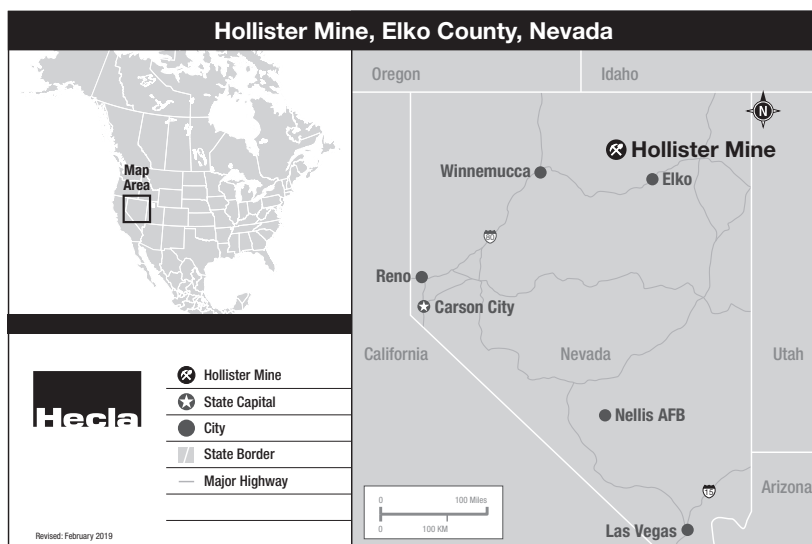 Hollister Mine, Elko County, Nevada
Map
Area
Hecla
Hollister Mine
State Capital
City
State Border
Major Highway
Revised: February 2019
Oregon
Idaho
N
Hollister Mine
Winnemucca
Elko
80
Reno
Carson City
California
Nevada
Utah
Nellis AFB
Arizona
15
Las Vegas
0 100 Miles
0 100 KM